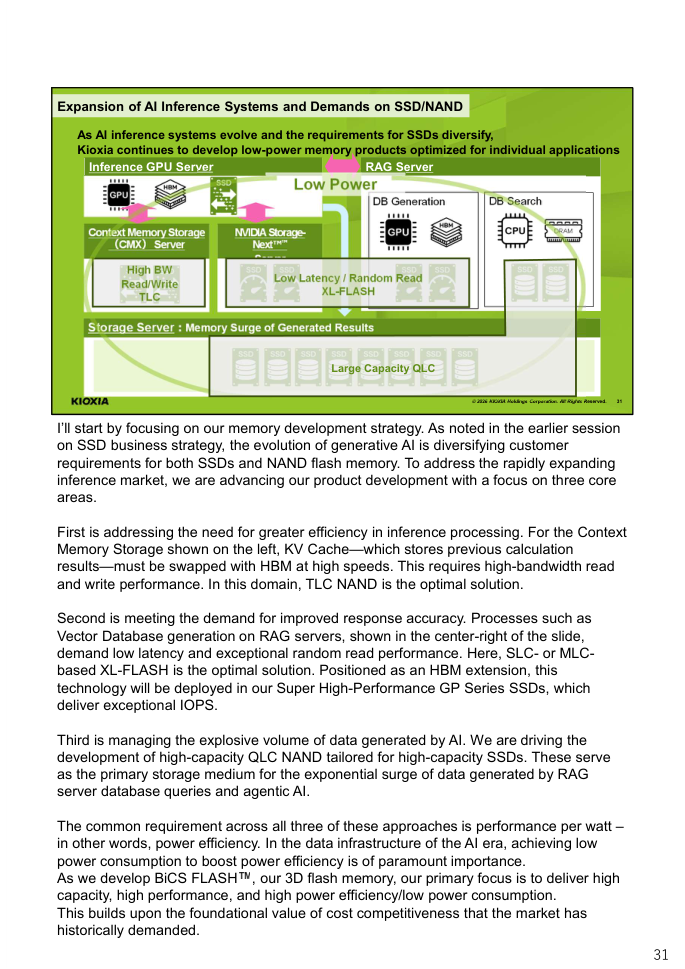 Expansion of AI Inference Systems and Demands on SSD/NAND
As AI inference systems evolve and the requirements for SSDs diversify,
Kioxia continues to develop low-power memory products optimized for individual applications
Inference GPU Server
RAG Server
Low Power
GPU
HBM
SSD
DB Generation
DB Search
GPU
HBM
CPU
DRAM
Context Memory Storage
(CMX) Server
NVIDIA Storage-
Next™
High BW
Read/Write
TLC
Low Latency / Random Read
XL-FLASH
Storage Server : Memory Surge of Generated Results
SSD SSD SSD SSD SSD SSD SSD SSD
Large Capacity QLC
KIOXIA
© 2026 KIOXIA Holdings Corporation. All Rights Reserved. 31
I’ll start by focusing on our memory development strategy. As noted in the earlier session
on SSD business strategy, the evolution of generative AI is diversifying customer
requirements for both SSDs and NAND flash memory. To address the rapidly expanding
inference market, we are advancing our product development with a focus on three core
areas.
First is addressing the need for greater efficiency in inference processing. For the Context
Memory Storage shown on the left, KV Cache—which stores previous calculation
results—must be swapped with HBM at high speeds. This requires high-bandwidth read
and write performance. In this domain, TLC NAND is the optimal solution.
Second is meeting the demand for improved response accuracy. Processes such as
Vector Database generation on RAG servers, shown in the center-right of the slide,
demand low latency and exceptional random read performance. Here, SLC- or MLC-
based XL-FLASH is the optimal solution. Positioned as an HBM extension, this
technology will be deployed in our Super High-Performance GP Series SSDs, which
deliver exceptional IOPS.
Third is managing the explosive volume of data generated by AI. We are driving the
development of high-capacity QLC NAND tailored for high-capacity SSDs. These serve
as the primary storage medium for the exponential surge of data generated by RAG
server database queries and agentic AI.
The common requirement across all three of these approaches is performance per watt –
in other words, power efficiency. In the data infrastructure of the AI era, achieving low
power consumption to boost power efficiency is of paramount importance.
As we develop BiCS FLASH™, our 3D flash memory, our primary focus is to deliver high
capacity, high performance, and high power efficiency/low power consumption.
This builds upon the foundational value of cost competitiveness that the market has
historically demanded.
31